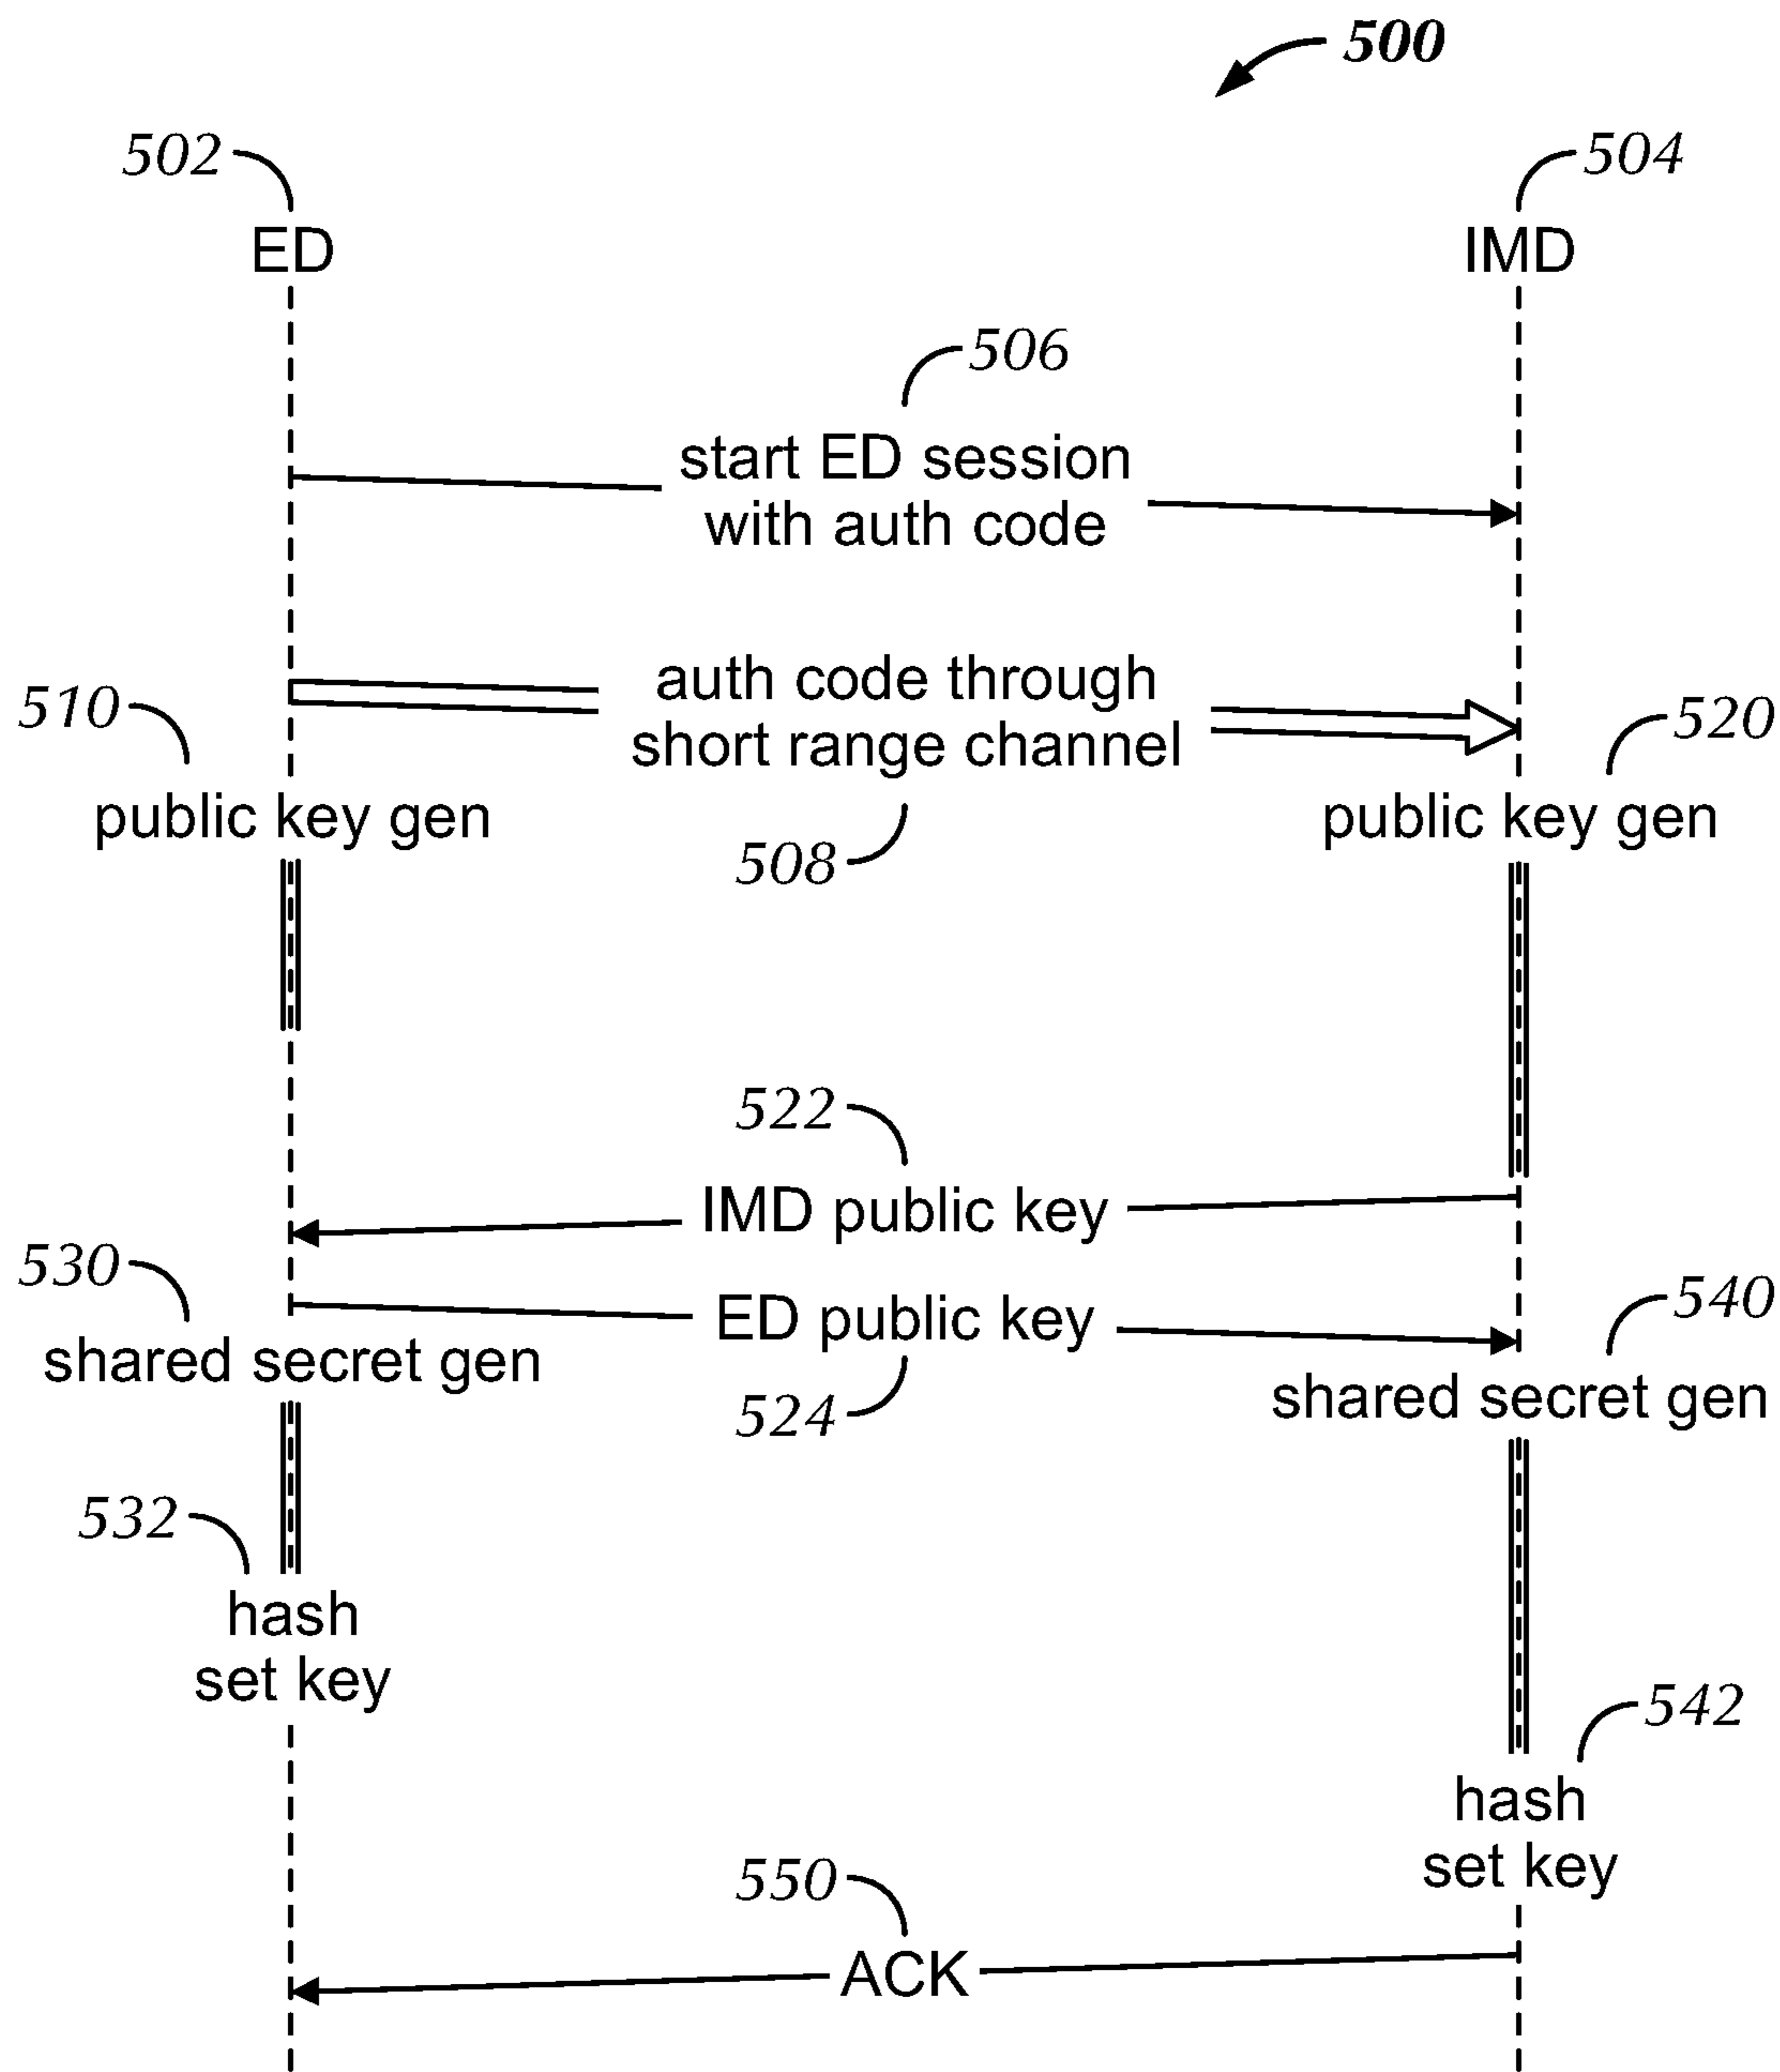 500
502
504
ED
IMD
506
start ED session
with auth code
auth code through
short range channel
510
520
public key gen
508
public key gen
522
IMD public key
530
ED public key
540
shared secret gen
524
shared secret gen
532
hash
set key
542
hash
set key
550
ACK